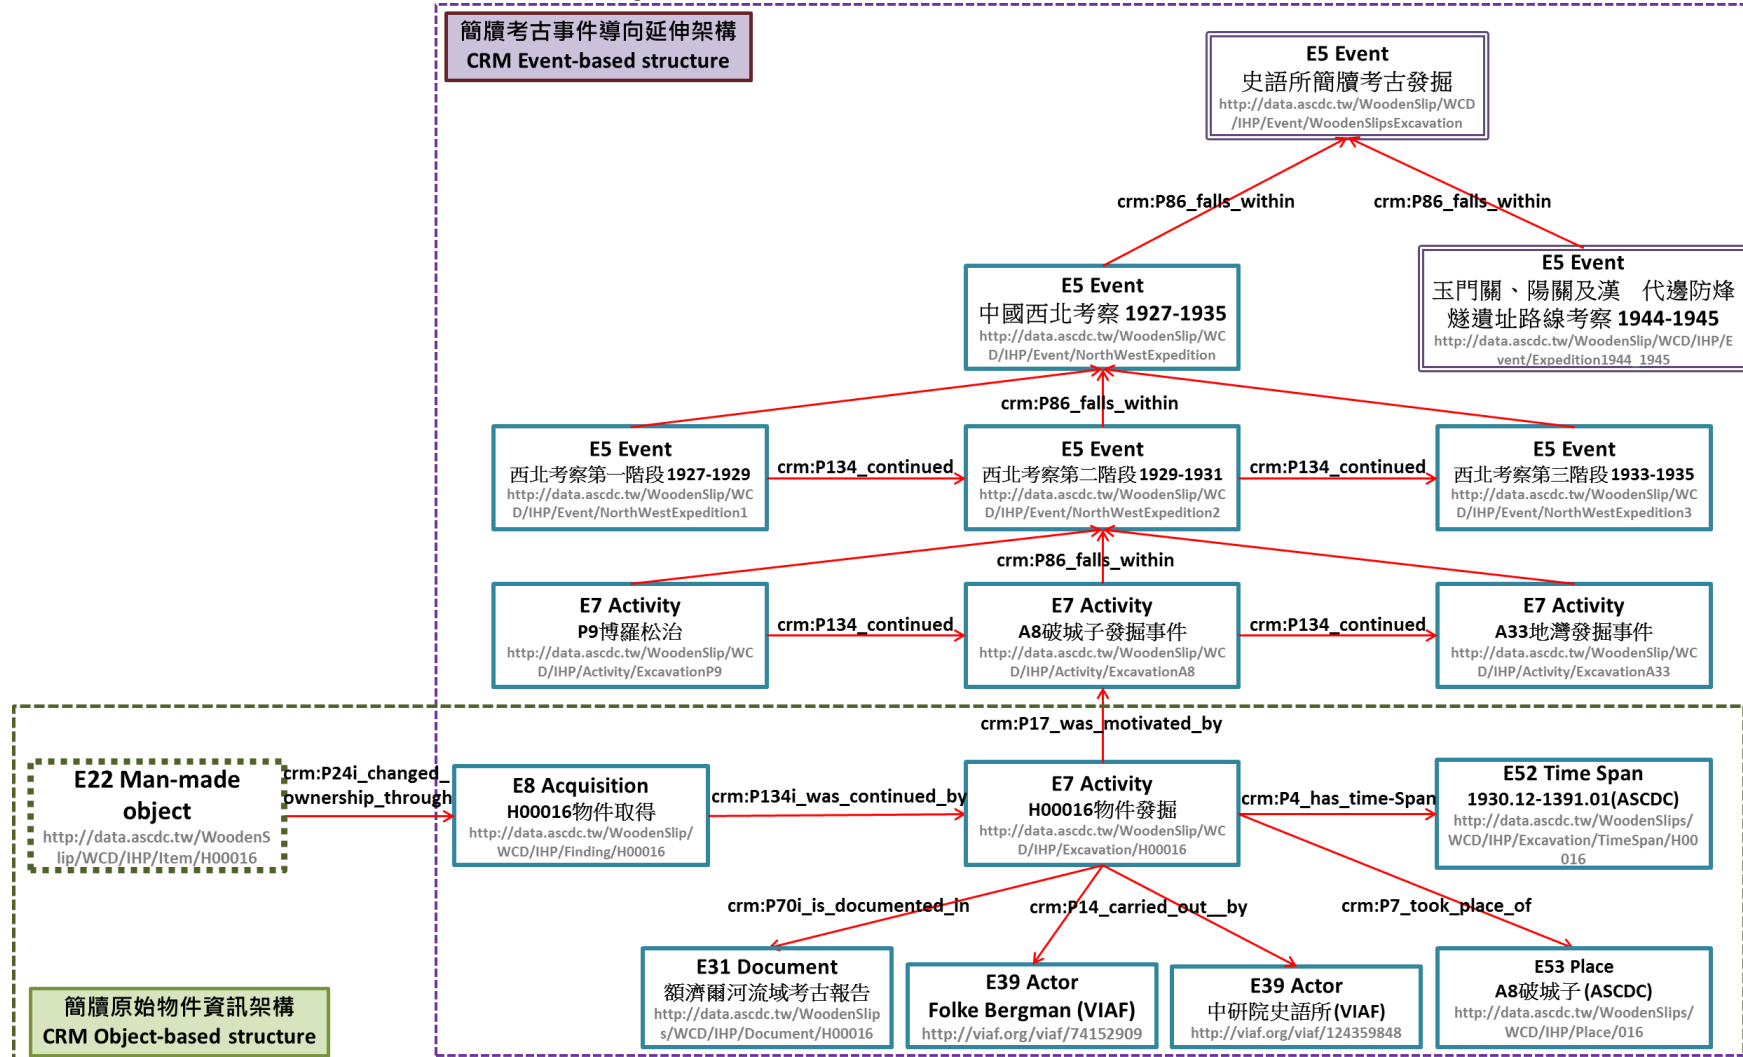 簡牘考古事件導向延伸架構
CRM Event-based structure
E5 Event
史語所簡牘考古發掘
http://data.ascdc.tw/WoodenSlip/WCD
/IHP/Event/WoodenSlipsExcavation
crm:P86_falls_within
crm:P86_falls_within
E5 Event
中國西北考察 1927-1935
http://data.ascdc.tw/WoodenSlip/WC
D/IHP/Event/NorthWestExpedition
E5 Event
玉門關、陽關及漢　代邊防烽
燧遺址路線考察 1944-1945
http://data.ascdc.tw/WoodenSlip/WCD/IHP/E
vent/Expedition1944_1945
crm:P86_falls_within
E5 Event
西北考察第一階段 1927-1929
http://data.ascdc.tw/WoodenSlip/WC
D/IHP/Event/NorthWestExpedition1
crm:P134_continued
E5 Event
西北考察第二階段 1929-1931
http://data.ascdc.tw/WoodenSlip/WC
D/IHP/Event/NorthWestExpedition2
crm:P134_continued
E5 Event
西北考察第三階段 1933-1935
http://data.ascdc.tw/WoodenSlip/WC
D/IHP/Event/NorthWestExpedition3
crm:P86_falls_within
E7 Activity
P9博羅松治
http://data.ascdc.tw/WoodenSlip/WC
D/IHP/Activity/ExcavationP9
crm:P134_continued
E7 Activity
A8破城子發掘事件
http://data.ascdc.tw/WoodenSlip/WC
D/IHP/Activity/ExcavationA8
crm:P134_continued
E7 Activity
A33地灣發掘事件
http://data.ascdc.tw/WoodenSlip/WC
D/IHP/Activity/ExcavationA33
crm:P17_was_motivated_by
E22 Man-made
object
http://data.ascdc.tw/WoodenS
lip/WCD/IHP/Item/H00016
crm:P24i_changed_
ownership_through
E8 Acquisition
H00016物件取得
http://data.ascdc.tw/WoodenSlip/
WCD/IHP/Finding/H00016
crm:P134i_was_continued_by
E7 Activity
H00016物件發掘
http://data.ascdc.tw/WoodenSlip/WC
D/IHP/Excavation/H00016
crm:P4_has_time-Span
E52 Time Span
1930.12-1391.01(ASCDC)
http://data.ascdc.tw/WoodenSlips/
WCD/IHP/Excavation/TimeSpan/H00
016
crm:P70i_is_documented_in
crm:P14_carried_out__by
crm:P7_took_place_of
E31 Document
額濟爾河流域考古報告
http://data.ascdc.tw/WoodenSlip
s/WCD/IHP/Document/H00016
E39 Actor
Folke Bergman (VIAF)
http://viaf.org/viaf/74152909
E39 Actor
中研院史語所(VIAF)
http://viaf.org/viaf/124359848
E53 Place
A8破城子(ASCDC)
http://data.ascdc.tw/WoodenSlips/
WCD/IHP/Place/016
簡牘原始物件資訊架構
CRM Object-based structure